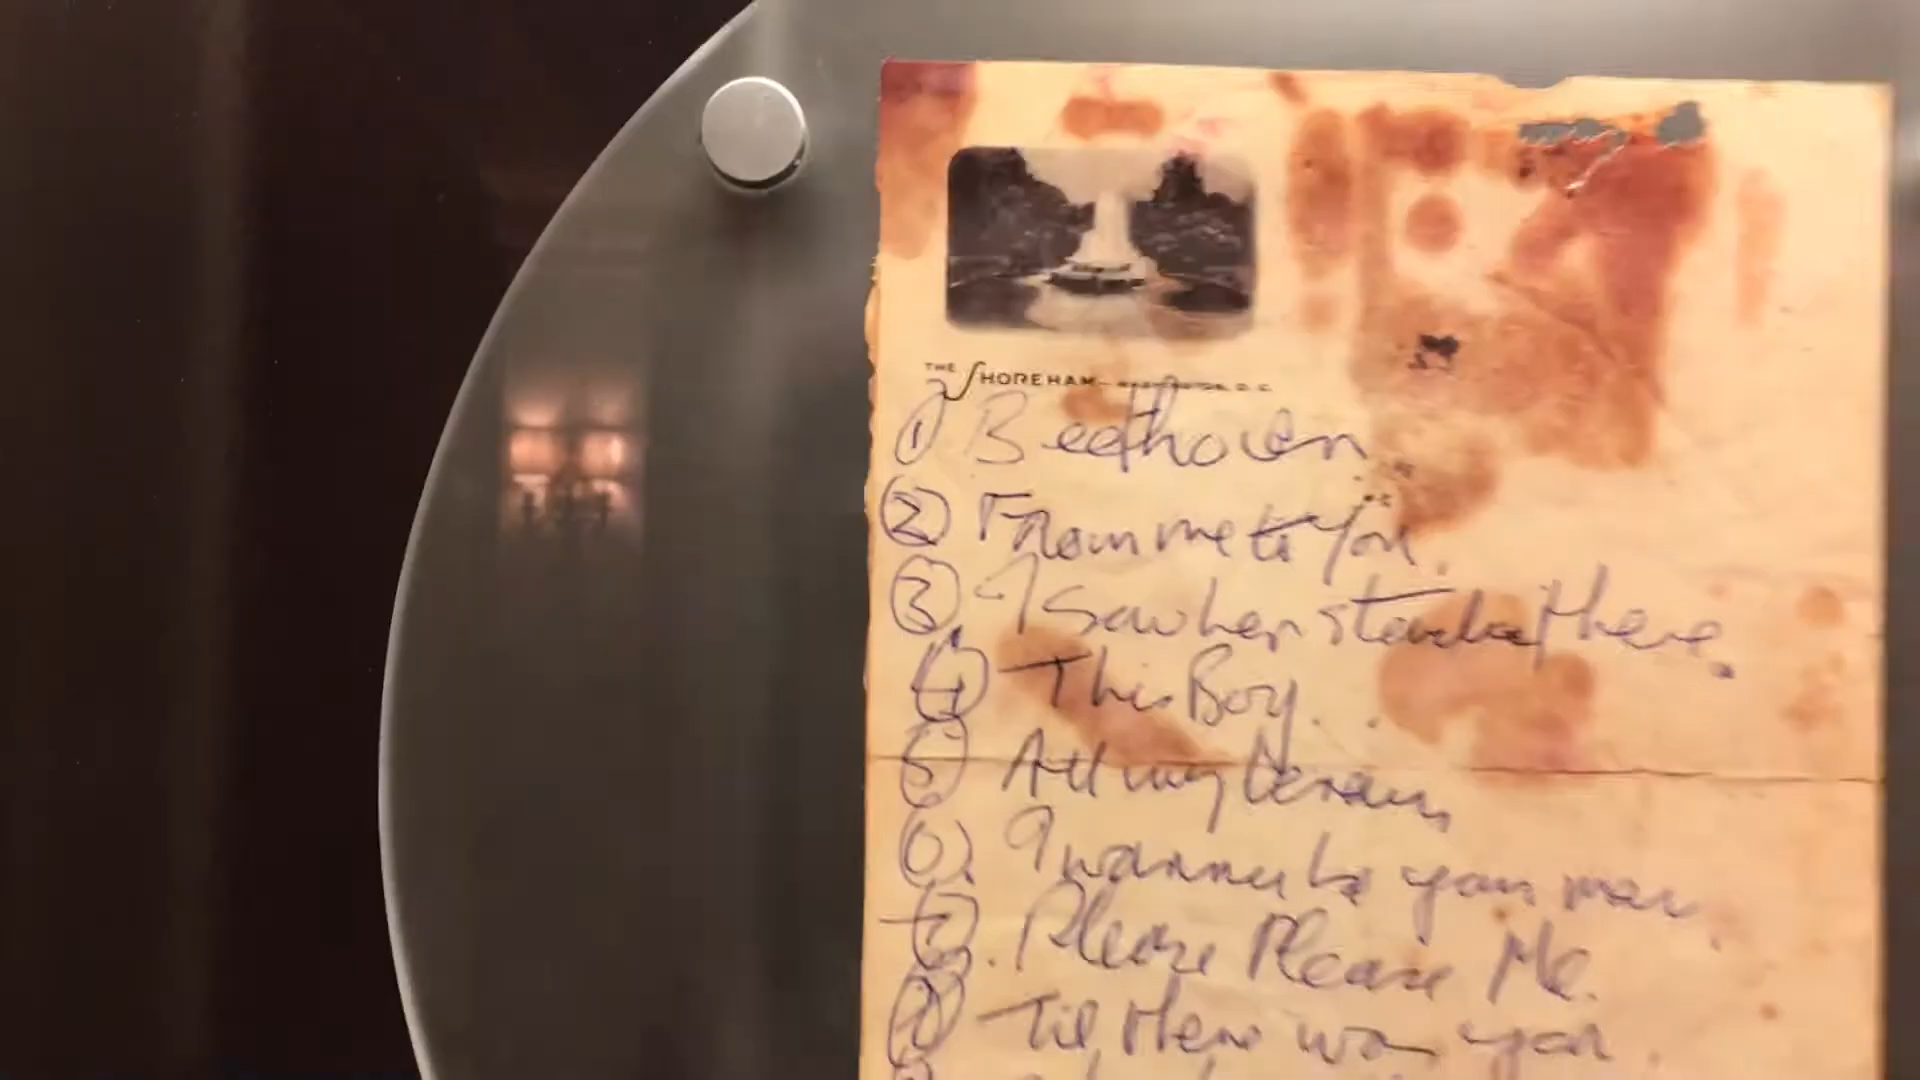 THE SHOREHAM - WASHINGTON, D. C.
1 Beethoven.
2 From me to You.
3 I Saw her standing there.
4 This Boy.
5 All my loving
6. I wanna be your man
7. Please Please Me.
8 Til there was you.